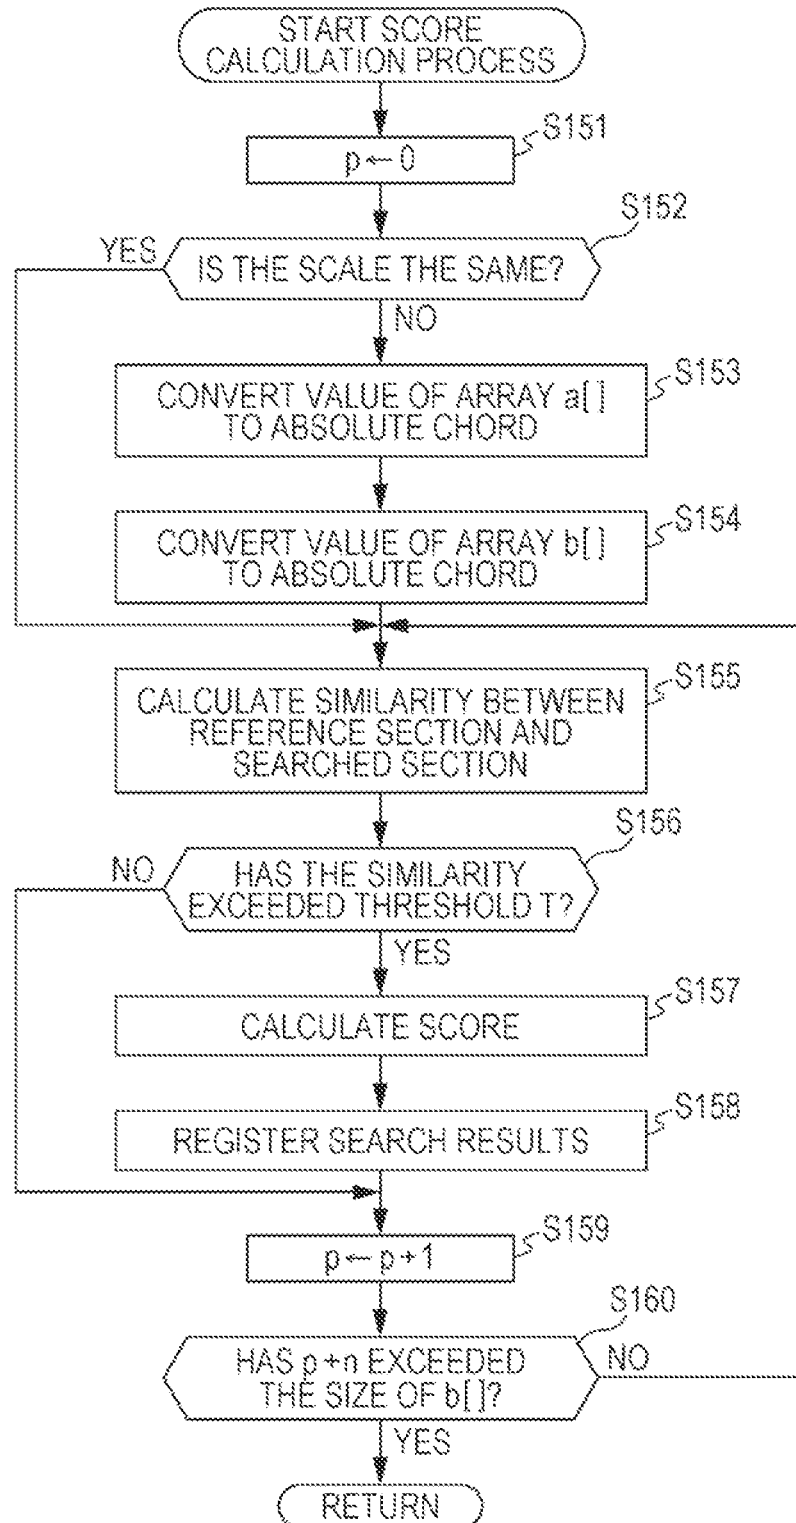 START SCORE
CALCULATION PROCESS
S151
p ← 0
S152
YES
IS THE SCALE THE SAME?
NO
S153
CONVERT VALUE OF ARRAY a[ ]
TO ABSOLUTE CHORD
S154
CONVERT VALUE OF ARRAY b[ ]
TO ABSOLUTE CHORD
S155
CALCULATE SIMILARITY BETWEEN
REFERENCE SECTION AND
SEARCHED SECTION
S156
NO
HAS THE SIMILARITY
EXCEEDED THRESHOLD T?
YES
S157
CALCULATE SCORE
S158
REGISTER SEARCH RESULTS
S159
p ← p+1
S160
HAS p+n EXCEEDED
THE SIZE OF b[ ]?
NO
YES
RETURN